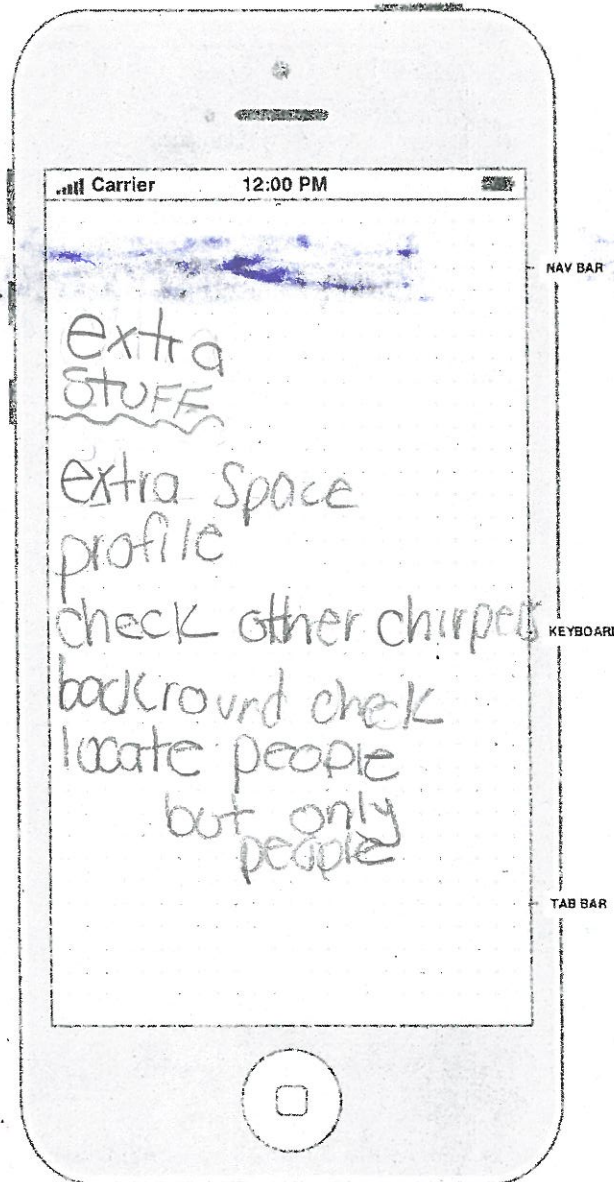 Carrier 12:00 PM
NAV BAR
extra
STUFF
extra Space
profile
check other chirpers
KEYBOARD
backround check
locate people
but only
people
TAB BAR